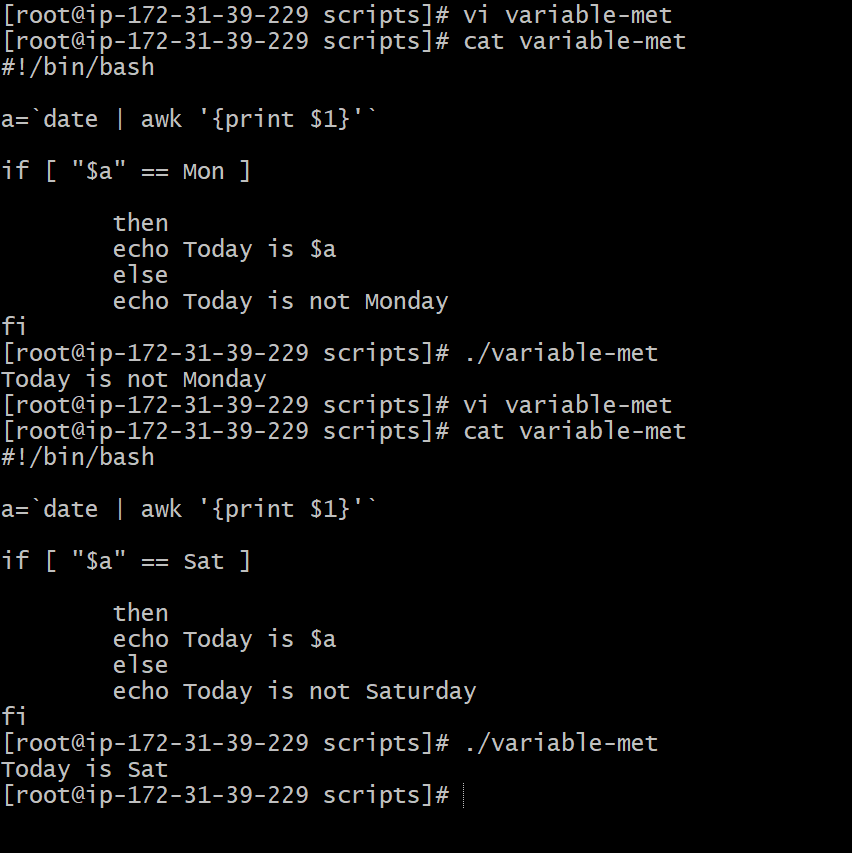 [root@ip-172-31-39-229 scripts]# vi variable-met
[root@ip-172-31-39-229 scripts]# cat variable-met
#!/bin/bash
a=`date | awk '{print $1}'`
if [ "$a" == Mon ]
then
echo Today is $a
else
echo Today is not Monday
fi
[root@ip-172-31-39-229 scripts]# ./variable-met
Today is not Monday
[root@ip-172-31-39-229 scripts]# vi variable-met
[root@ip-172-31-39-229 scripts]# cat variable-met
#!/bin/bash
a=`date | awk '{print $1}'`
if [ "$a" == Sat ]
then
echo Today is $a
else
echo Today is not Saturday
fi
[root@ip-172-31-39-229 scripts]# ./variable-met
Today is Sat
[root@ip-172-31-39-229 scripts]#